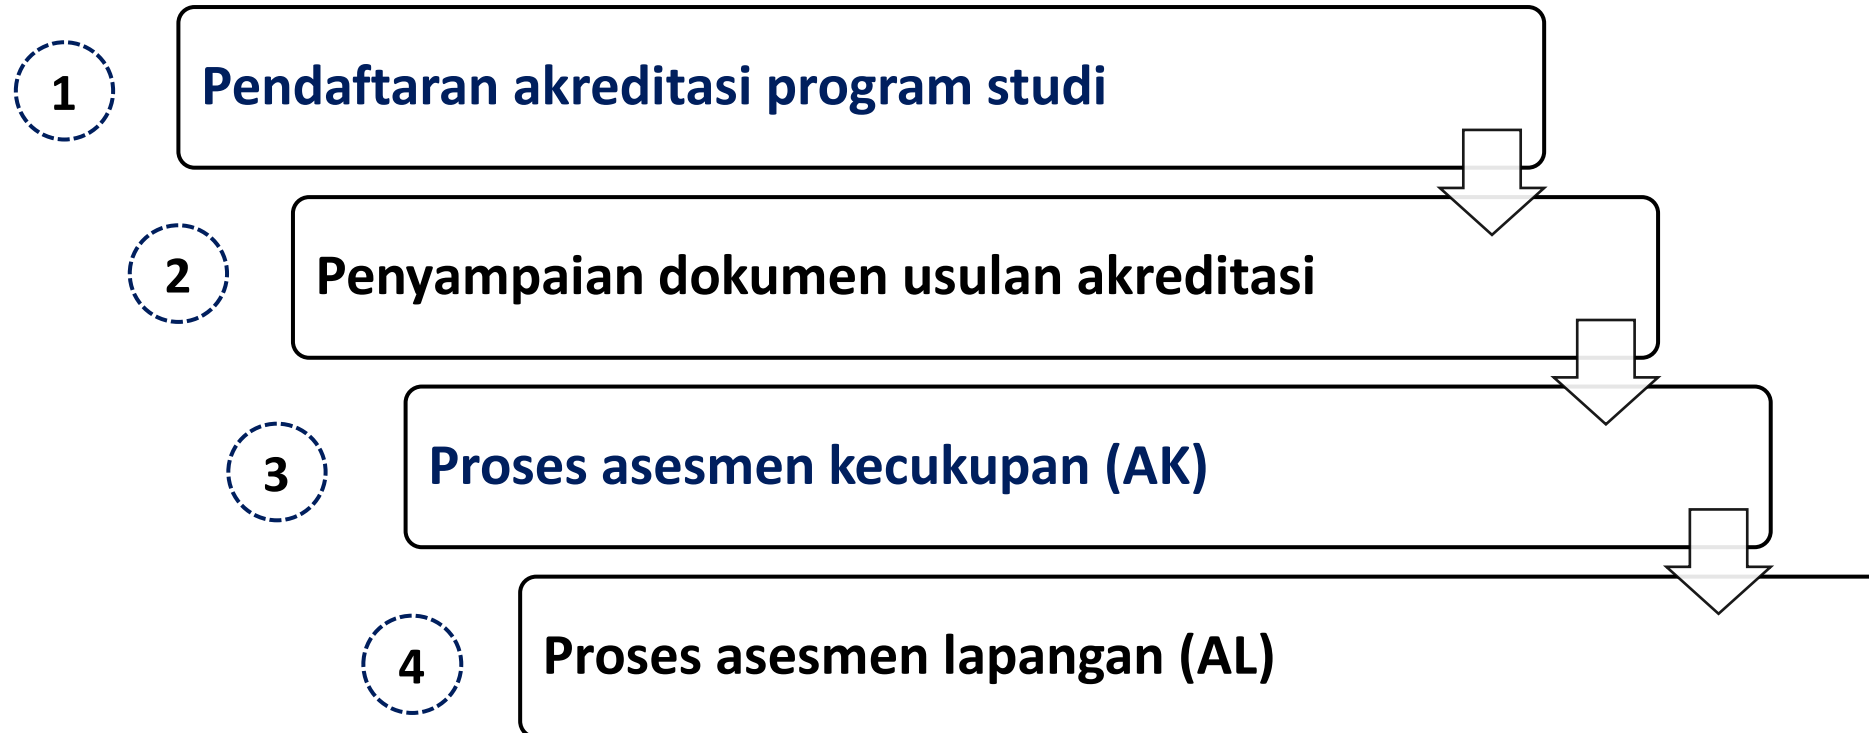 1
Pendaftaran akreditasi program studi
2
Penyampaian dokumen usulan akreditasi
3
Proses asesmen kecukupan (AK)
4
Proses asesmen lapangan (AL)